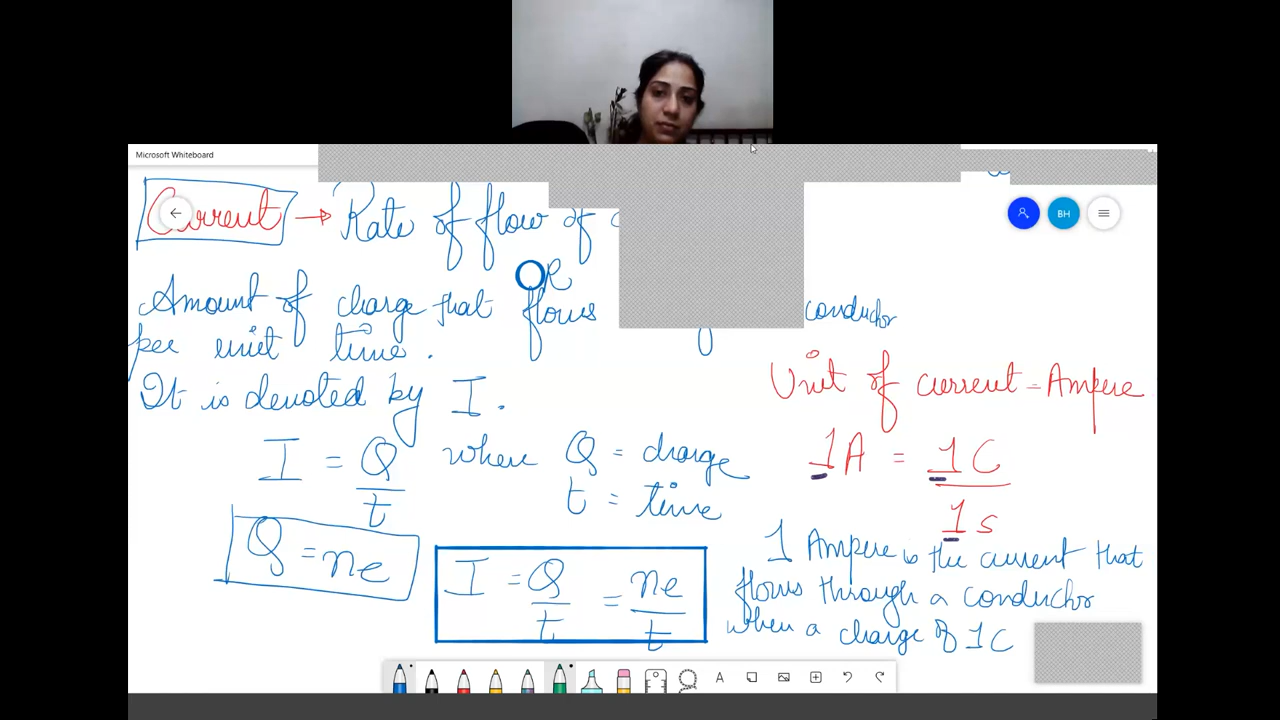 Microsoft Whiteboard
Current → Rate of flow of
BH
OR
Amount of charge that flows conductor
per unit time.
It is denoted by I.
Unit of current = Ampere
I = Q/t where Q = charge
t = time
1A = 1C/1s
Q = ne
I = Q/t = ne/t
1 Ampere is the current that
flows through a conductor
when a charge of 1C
A